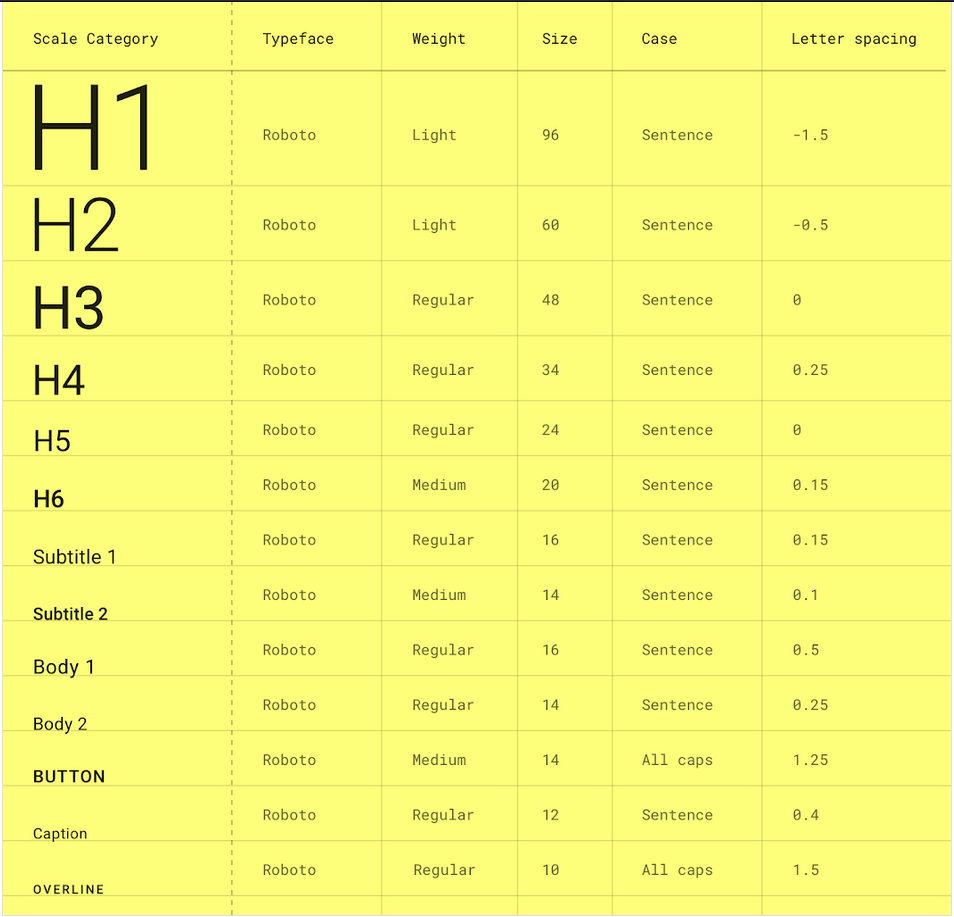 Scale Category Typeface Weight Size Case Letter spacing
H1 Roboto Light 96 Sentence -1.5
H2 Roboto Light 60 Sentence -0.5
H3 Roboto Regular 48 Sentence 0
H4 Roboto Regular 34 Sentence 0.25
H5 Roboto Regular 24 Sentence 0
H6 Roboto Medium 20 Sentence 0.15
Subtitle 1 Roboto Regular 16 Sentence 0.15
Subtitle 2 Roboto Medium 14 Sentence 0.1
Body 1 Roboto Regular 16 Sentence 0.5
Body 2 Roboto Regular 14 Sentence 0.25
BUTTON Roboto Medium 14 All caps 1.25
Caption Roboto Regular 12 Sentence 0.4
OVERLINE Roboto Regular 10 All caps 1.5